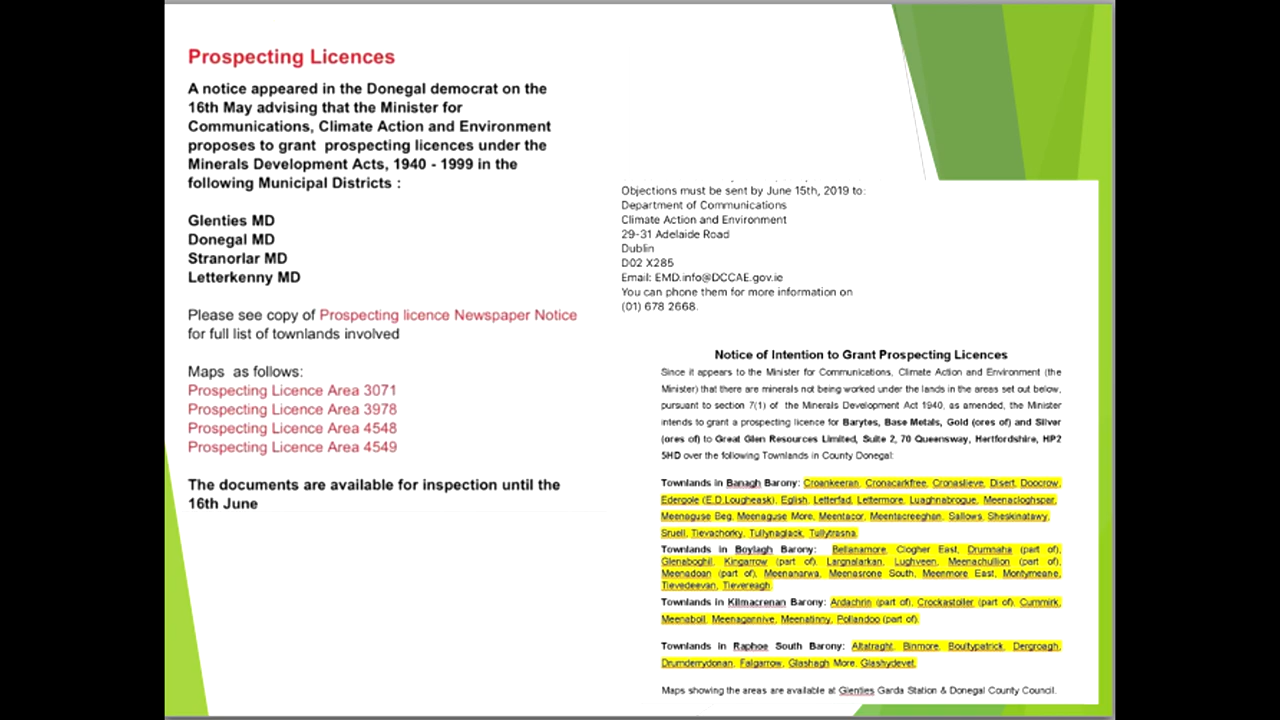 Prospecting Licences
A notice appeared in the Donegal democrat on the
16th May advising that the Minister for
Communications, Climate Action and Environment
proposes to grant prospecting licences under the
Minerals Development Acts, 1940 - 1999 in the
following Municipal Districts :
Glenties MD
Donegal MD
Stranorlar MD
Letterkenny MD
Please see copy of Prospecting licence Newspaper Notice
for full list of townlands involved
Maps as follows:
Prospecting Licence Area 3071
Prospecting Licence Area 3978
Prospecting Licence Area 4548
Prospecting Licence Area 4549
The documents are available for inspection until the
16th June
Objections must be sent by June 15th, 2019 to:
Department of Communications
Climate Action and Environment
29-31 Adelaide Road
Dublin
D02 X285
Email: EMD.info@DCCAE.gov.ie
You can phone them for more information on
(01) 678 2668.
Notice of Intention to Grant Prospecting Licences
Since it appears to the Minister for Communications, Climate Action and Environment (the
Minister) that there are minerals not being worked under the lands in the areas set out below,
pursuant to section 7(1) of the Minerals Development Act 1940, as amended, the Minister
intends to grant a prospecting licence for Barytes, Base Metals, Gold (ores of) and Silver
(ores of) to Great Glen Resources Limited, Suite 2, 70 Queensway, Hertfordshire, HP2
5HD over the following Townlands in County Donegal:
Townlands in Banagh Barony: Croankeeran, Cronacarkfree, Cronaslieve, Disert, Doocrow,
Edergole (E.D.Lougheask), Eglish, Letterfad, Lettermore, Luaghnabrogue, Meenacloghspar,
Meenaguse Beg, Meenaguse More, Meentacor, Meentacreeghan, Sallows, Sheskinatawy,
Sruell, Tievachorky, Tullynaglack, Tullytrasna.
Townlands in Boylagh Barony: Bellanamore, Clogher East, Drumnaha (part of),
Glenaboghil, Kingarrow (part of), Largnalarkan, Lughveen, Meenachullion (part of),
Meenadoan (part of), Meenanarwa, Meenasrone South, Meenmore East, Montymeane,
Tievedeevan, Tievereagh.
Townlands in Kilmacrenan Barony: Ardachrin (part of), Crockastoller (part of), Cummirk,
Meenaboll, Meenagannive, Meenatinny, Pollandoo (part of).
Townlands in Raphoe South Barony: Altatraght, Binmore, Boultypatrick, Dergroagh,
Drumderrydonan, Falgarrow, Glashagh More, Glashydevet.
Maps showing the areas are available at Glenties Garda Station & Donegal County Council.